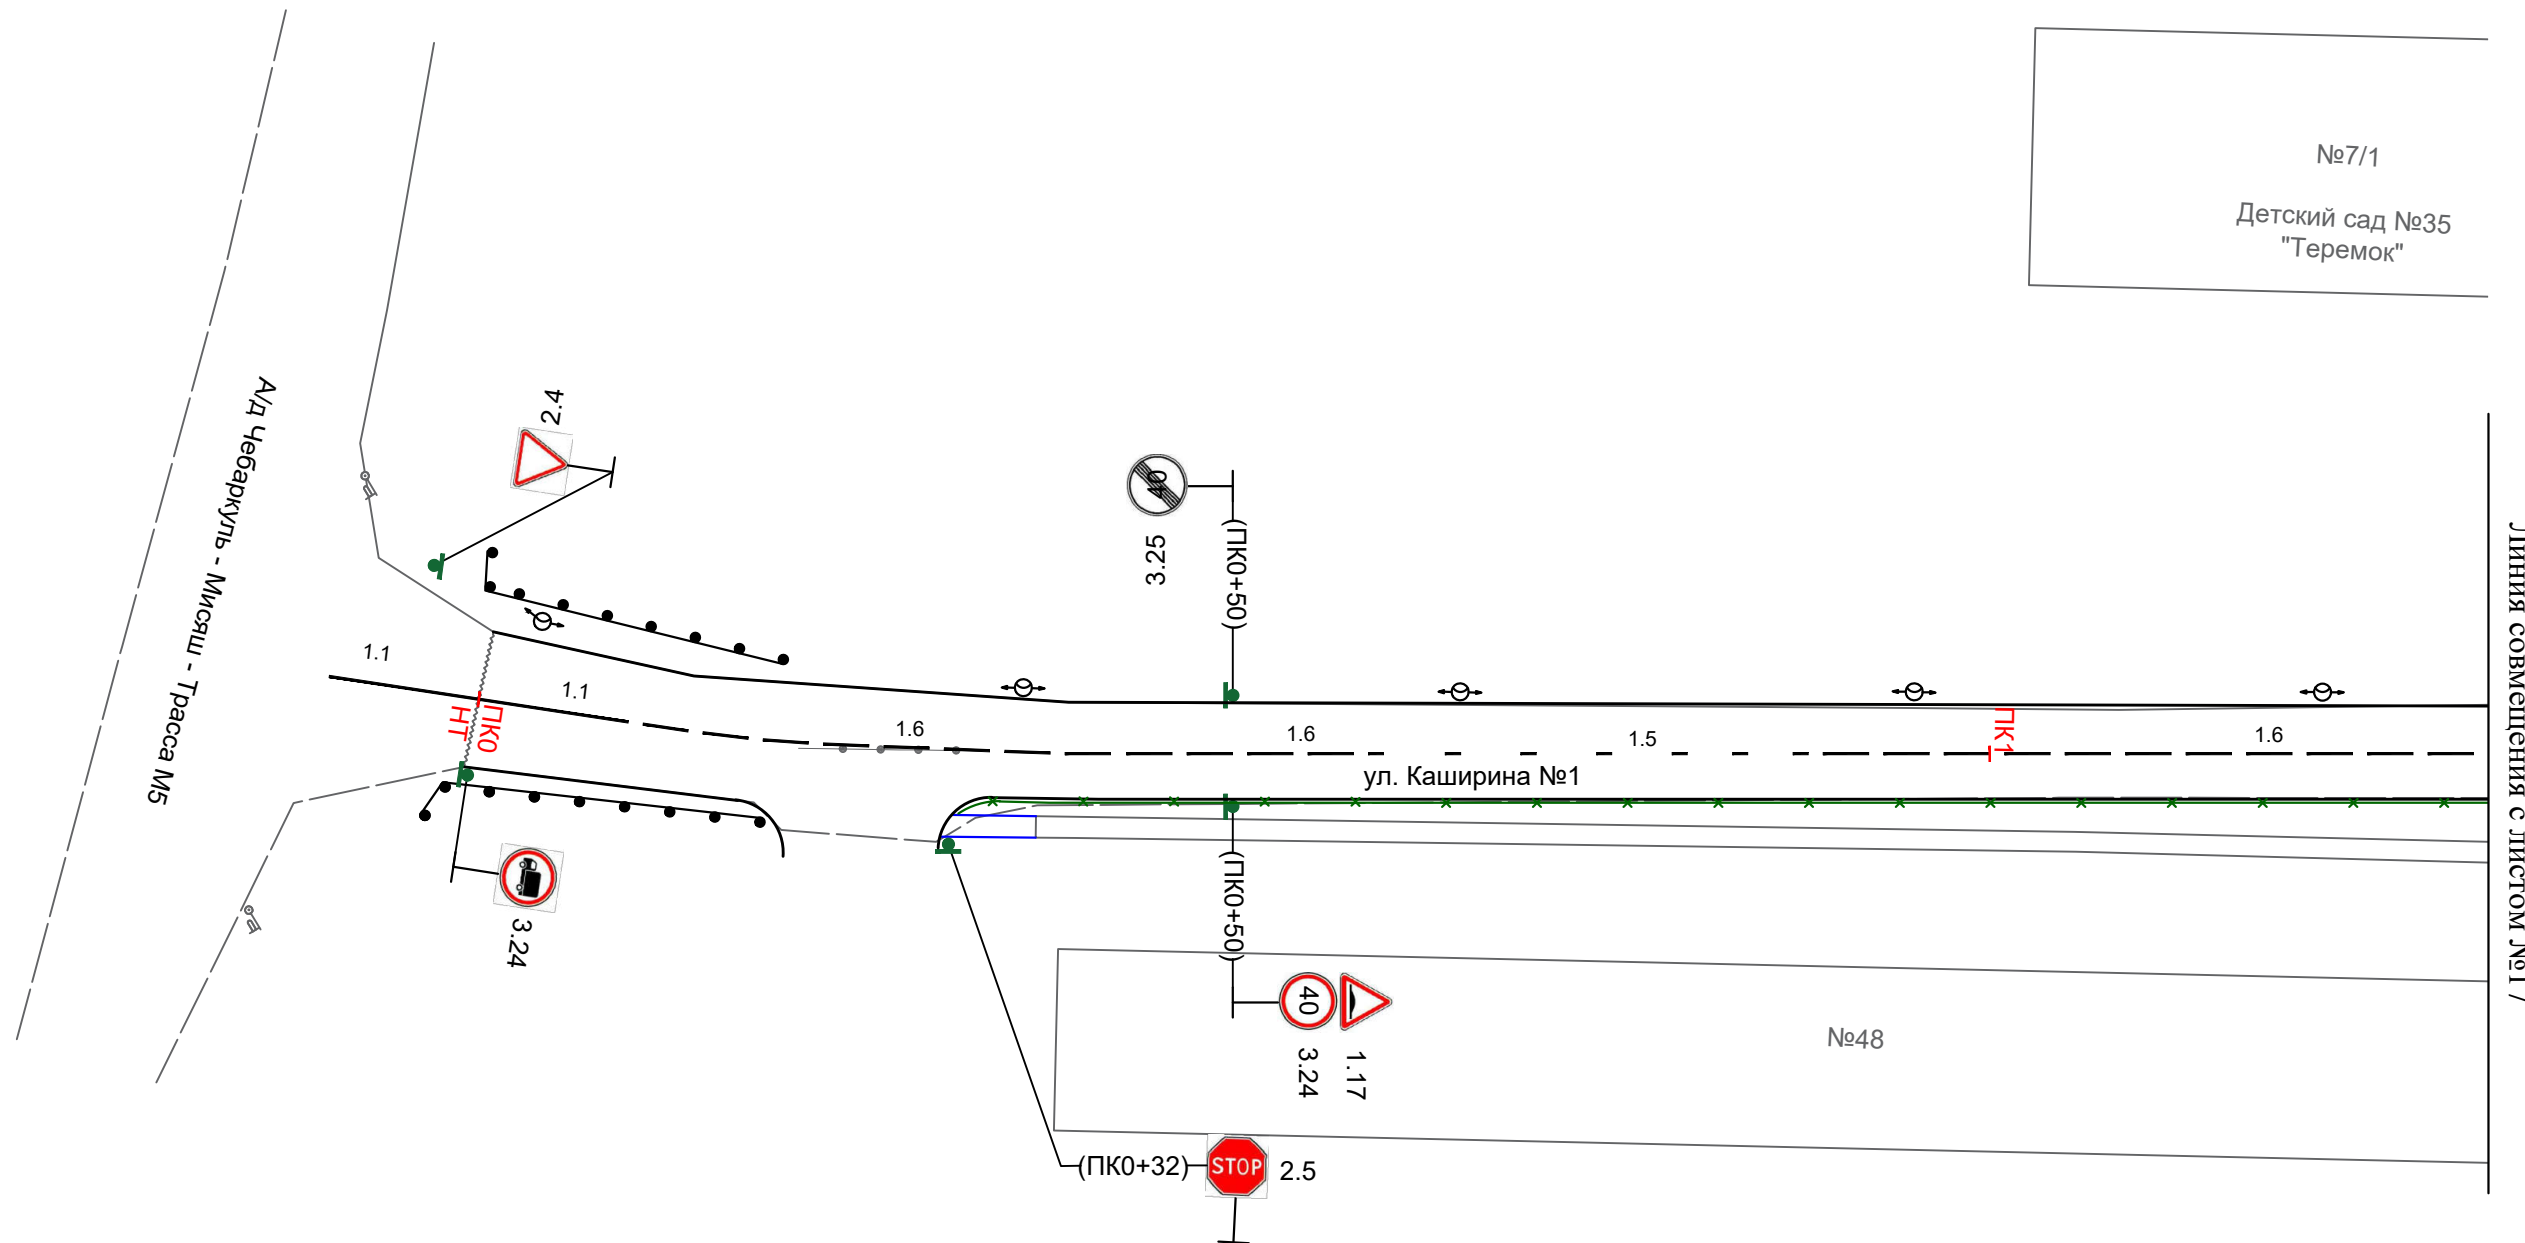 №7/1
Детский сад №35
"Теремок"
2.4
А/д Чебаркуль - Мисяш - Трасса М5
40
3.25
(ПК0+50)
Линия совмещения с листом №17
1.1
1.1
ПК0
НТ
1.6
1.6
1.5
ПК1
1.6
ул. Каширина №1
3.24
(ПК0+50)
40
3.24
1.17
№48
(ПК0+32)
STOP
2.5